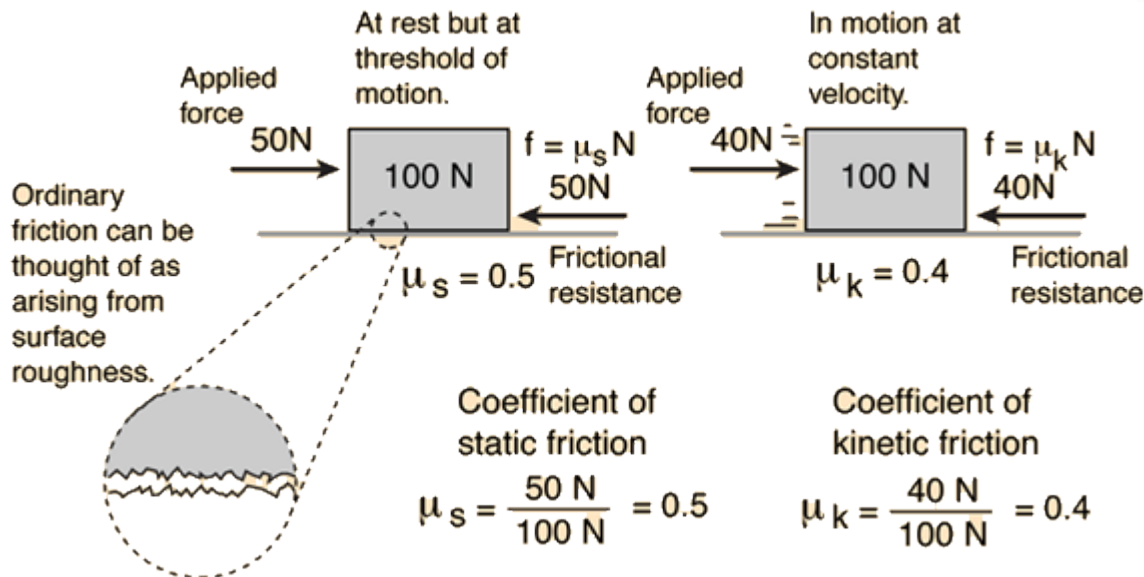 At rest but at
threshold of
motion.
Applied
force
50N
100 N
f = μs N
50N
Frictional
resistance
μs = 0.5
In motion at
constant
velocity.
Applied
force
40N
100 N
f = μk N
40N
Frictional
resistance
μk = 0.4
Ordinary
friction can be
thought of as
arising from
surface
roughness.
Coefficient of
static friction
μs = 50 N / 100 N = 0.5
Coefficient of
kinetic friction
μk = 40 N / 100 N = 0.4